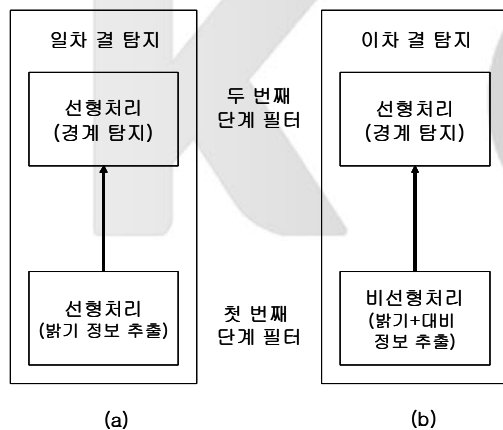 일차 결 탐지
이차 결 탐지
선형처리
(경계 탐지)
두 번째
단계 필터
선형처리
(경계 탐지)
선형처리
(밝기 정보 추출)
첫 번째
단계 필터
비선형처리
(밝기+대비
정보 추출)
(a)
(b)